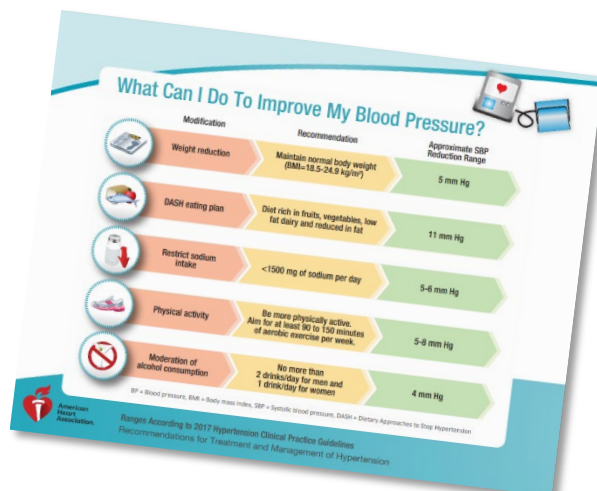 What Can I Do To Improve My Blood Pressure?
Modification
Recommendation
Approximate SBP
Reduction Range
Weight reduction
Maintain normal body weight
(BMI=18.5-24.9 kg/m²)
5 mm Hg
DASH eating plan
Diet rich in fruits, vegetables, low
fat dairy and reduced in fat
11 mm Hg
Restrict sodium
intake
<1500 mg of sodium per day
5-6 mm Hg
Physical activity
Be more physically active.
Aim for at least 90 to 150 minutes
of aerobic exercise per week.
5-8 mm Hg
Moderation of
alcohol consumption
No more than
2 drinks/day for men and
1 drink/day for women
4 mm Hg
BP = Blood pressure, BMI = Body mass index, SBP = Systolic blood pressure, DASH = Dietary Approaches to Stop Hypertension
American
Heart
Association.
Ranges According to 2017 Hypertension Clinical Practice Guidelines
Recommendations for Treatment and Management of Hypertension